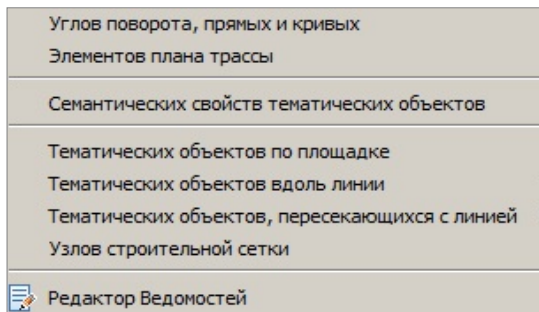 Углов поворота, прямых и кривых
Элементов плана трассы
Семантических свойств тематических объектов
Тематических объектов по площадке
Тематических объектов вдоль линии
Тематических объектов, пересекающихся с линией
Узлов строительной сетки
Редактор Ведомостей